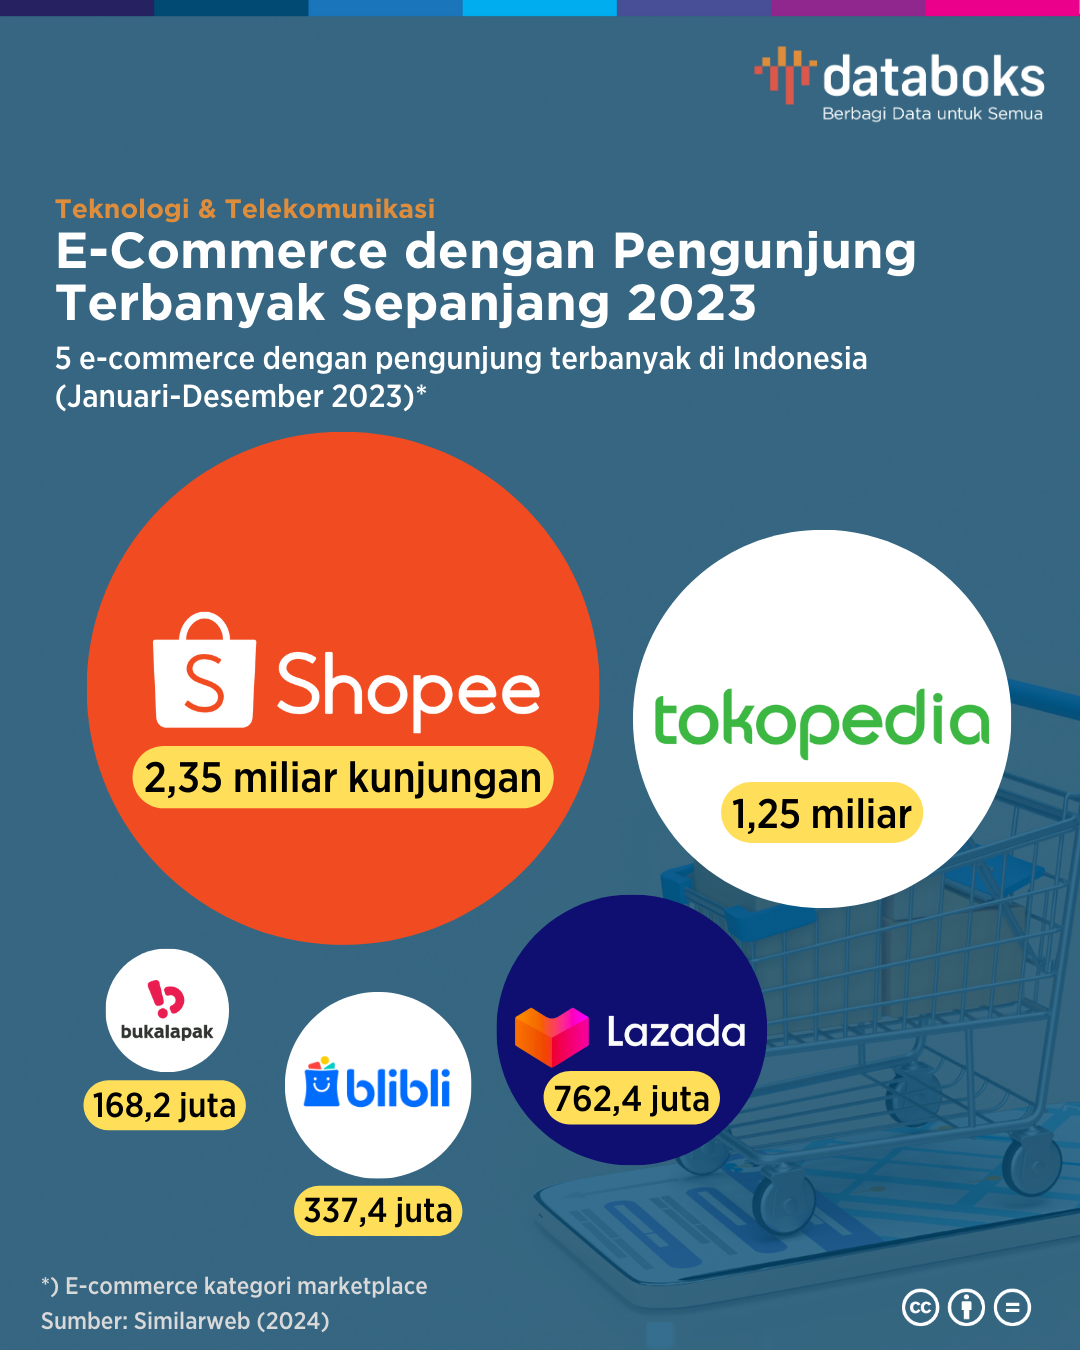 databoks
Berbagi Data untuk Semua
Teknologi & Telekomunikasi
E-Commerce dengan Pengunjung
Terbanyak Sepanjang 2023
5 e-commerce dengan pengunjung terbanyak di Indonesia
(Januari-Desember 2023)*
S Shopee
2,35 miliar kunjungan
tokopedia
1,25 miliar
bukalapak
168,2 juta
blibli
337,4 juta
Lazada
762,4 juta
*) E-commerce kategori marketplace
Sumber: Similarweb (2024)
cc